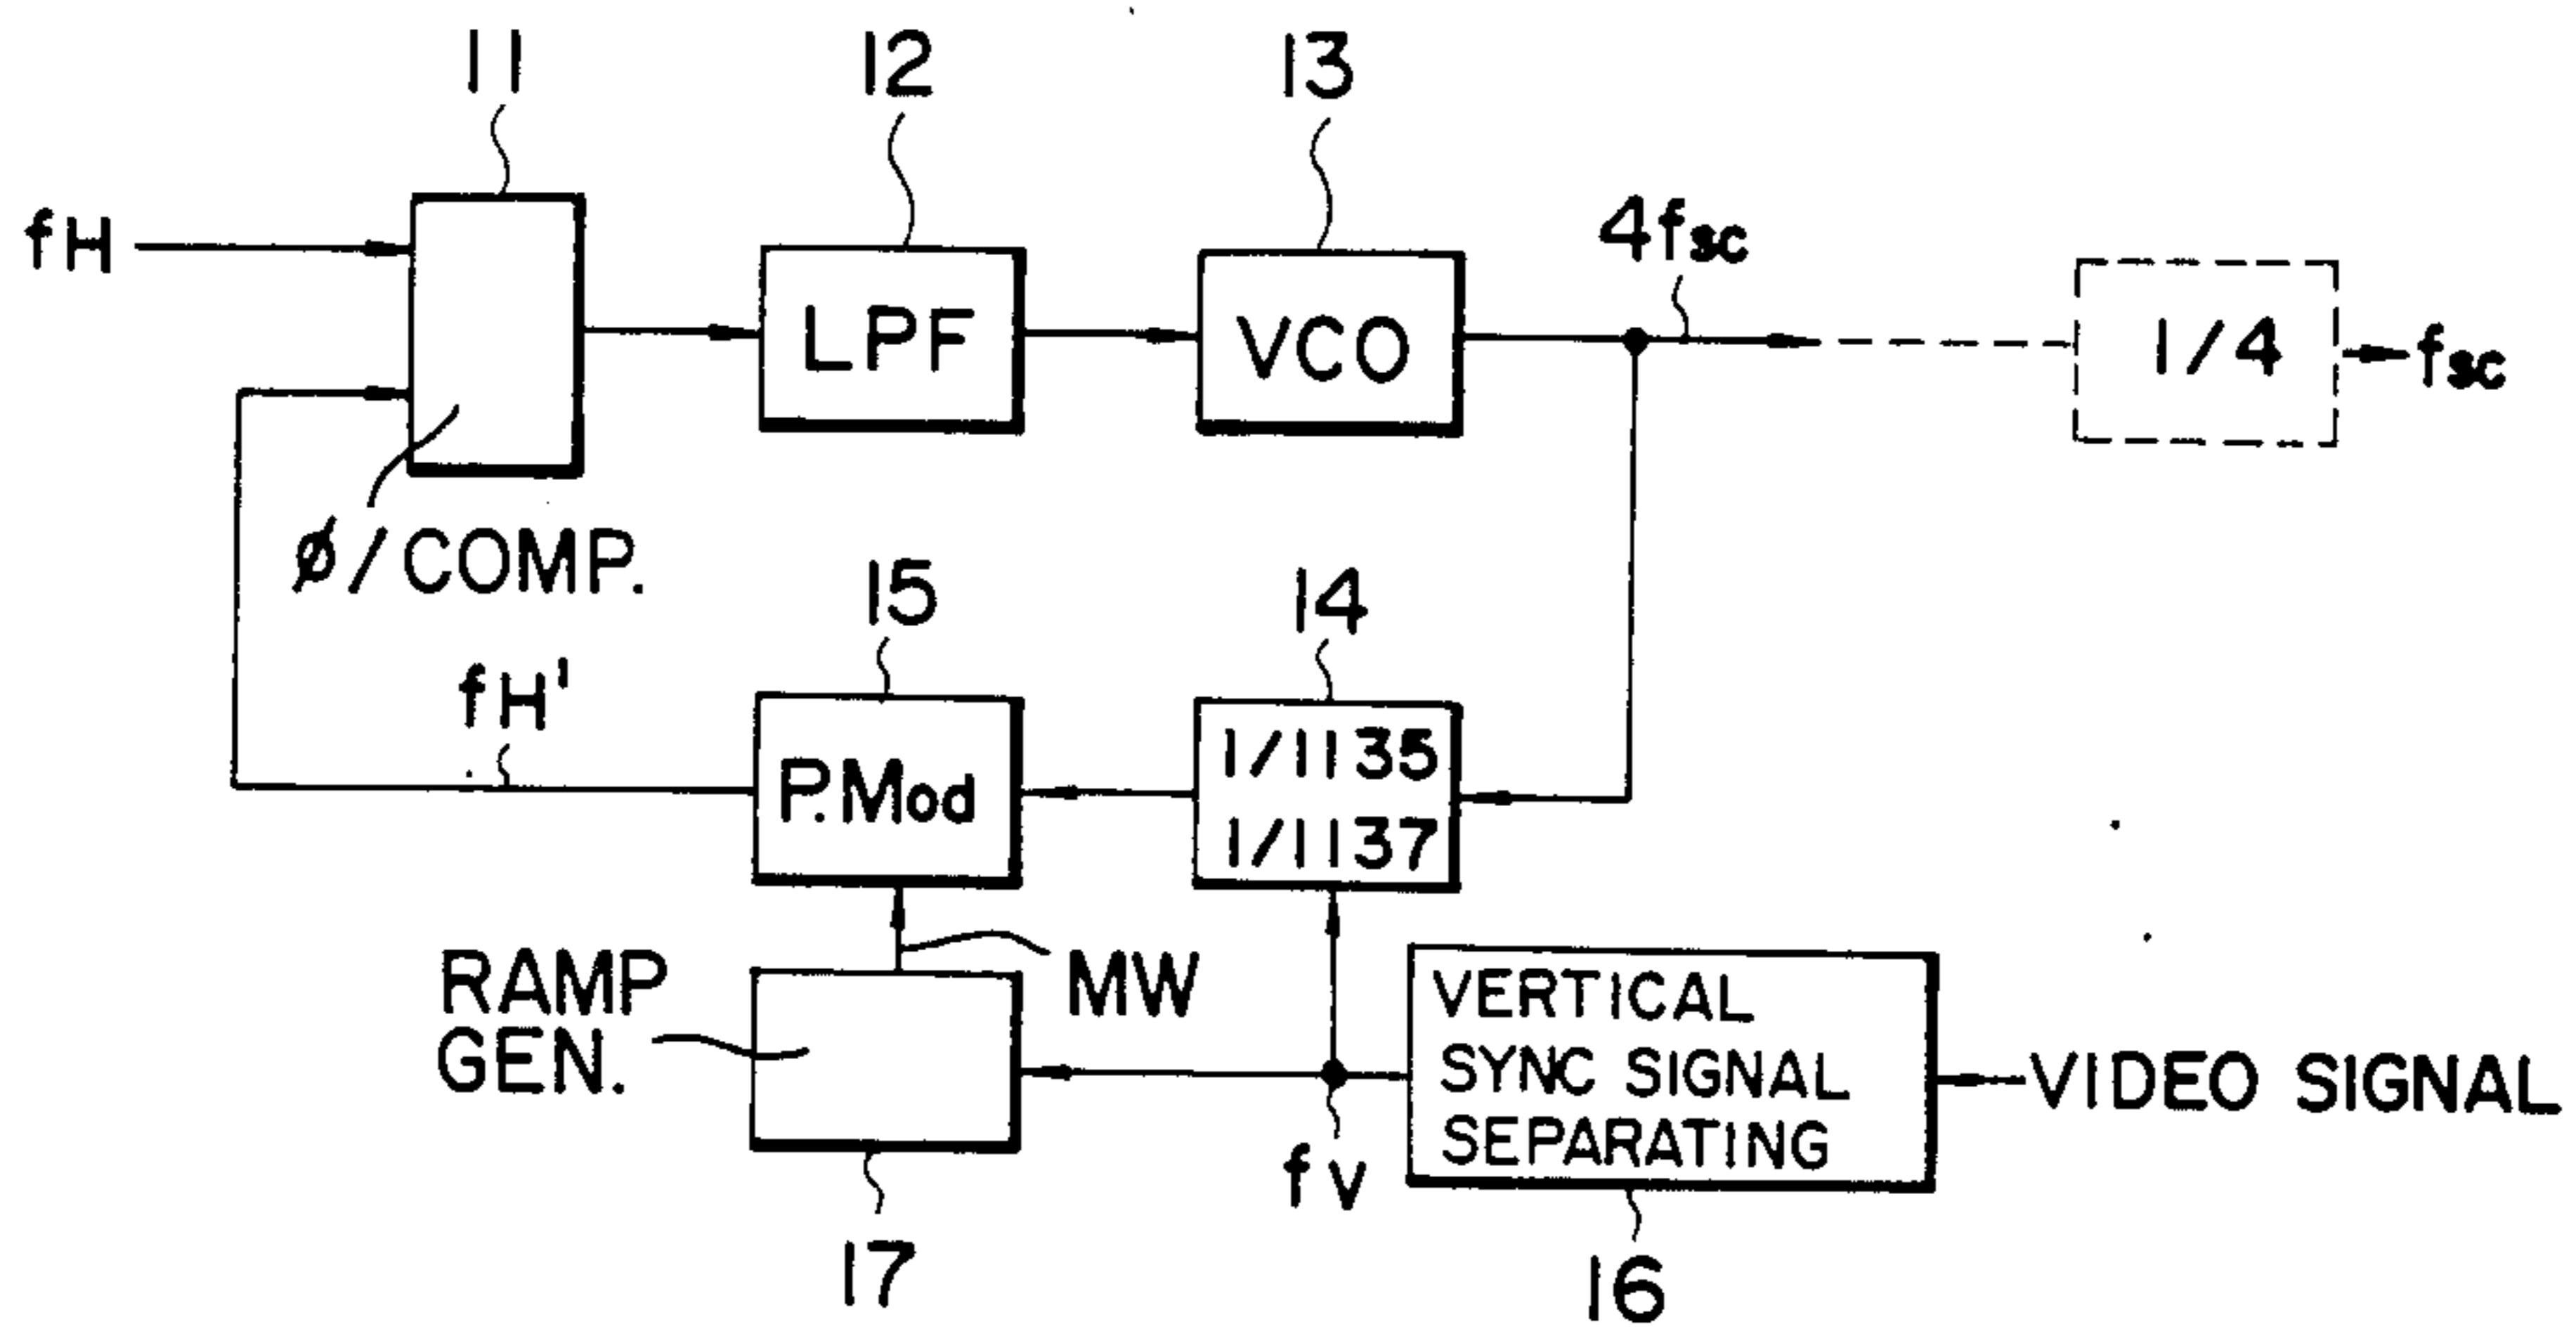 11
12
13
fH
4fsc
LPF
VCO
1/4
fsc
ø/COMP.
15
14
fH'
P.Mod
1/1135
1/1137
RAMP
GEN.
MW
VERTICAL
SYNC SIGNAL
SEPARATING
VIDEO SIGNAL
fV
17
16